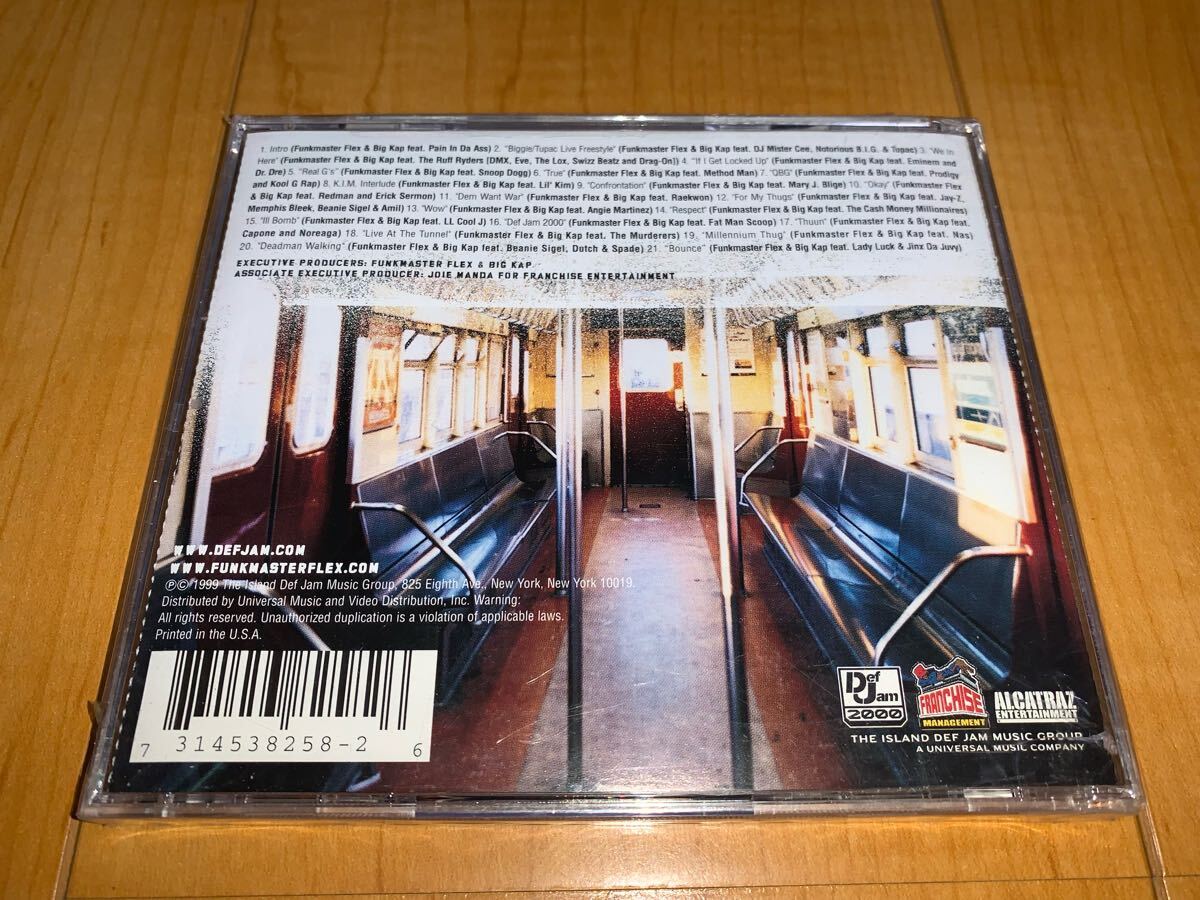 1. Intro (Funkmaster Flex & Big Kap feat. Pain In Da Ass) 2. "Biggie/Tupac Live Freestyle" (Funkmaster Flex & Big Kap feat. DJ Mister Cee, Notorious B.I.G. & Tupac) 3. "We In
Here" (Funkmaster Flex & Big Kap feat. The Ruff Ryders [DMX, Eve, The Lox, Swizz Beatz and Drag-On]) 4. "If I Get Locked Up" (Funkmaster Flex & Big Kap feat. Eminem and
Dr. Dre) 5. "Real G's" (Funkmaster Flex & Big Kap feat. Snoop Dogg) 6. "True" (Funkmaster Flex & Big Kap feat. Method Man) 7. "QBG" (Funkmaster Flex & Big Kap feat. Prodigy
and Kool G Rap) 8. K.I.M. Interlude (Funkmaster Flex & Big Kap feat. Lil' Kim) 9. "Confrontation" (Funkmaster Flex & Big Kap feat. Mary J. Blige) 10. "Okay" (Funkmaster Flex
& Big Kap feat. Redman and Erick Sermon) 11. "Dem Want War" (Funkmaster Flex & Big Kap feat. Raekwon) 12. "For My Thugs" (Funkmaster Flex & Big Kap feat. Jay-Z,
Memphis Bleek, Beanie Sigel & Amil) 13. "Wow" (Funkmaster Flex & Big Kap feat. Angie Martinez) 14. "Respect" (Funkmaster Flex & Big Kap feat. The Cash Money Millionaires)
15. "Ill Bomb" (Funkmaster Flex & Big Kap feat. LL Cool J) 16. "Def Jam 2000" (Funkmaster Flex & Big Kap feat. Fat Man Scoop) 17. "Thuun" (Funkmaster Flex & Big Kap feat.
Capone and Noreaga) 18. "Live At The Tunnel" (Funkmaster Flex & Big Kap feat. The Murderers) 19. "Millennium Thug" (Funkmaster Flex & Big Kap feat. Nas)
20. "Deadman Walking" (Funkmaster Flex & Big Kap feat. Beanie Sigel, Dutch & Spade) 21. "Bounce" (Funkmaster Flex & Big Kap feat. Lady Luck & Jinx Da Juvy)
EXECUTIVE PRODUCERS: FUNKMASTER FLEX & BIG KAP
ASSOCIATE EXECUTIVE PRODUCER: JOIE MANDA FOR FRANCHISE ENTERTAINMENT
WWW.DEFJAM.COM
WWW.FUNKMASTERFLEX.COM
℗© 1999 The Island Def Jam Music Group, 825 Eighth Ave., New York, New York 10019.
Distributed by Universal Music and Video Distribution, Inc. Warning:
All rights reserved. Unauthorized duplication is a violation of applicable laws.
Printed in the U.S.A.
7 314538258-2 6
Def Jam 2000
FRANCHISE MANAGEMENT
ALCATRAZ ENTERTAINMENT
THE ISLAND DEF JAM MUSIC GROUP
A UNIVERSAL MUSIC COMPANY